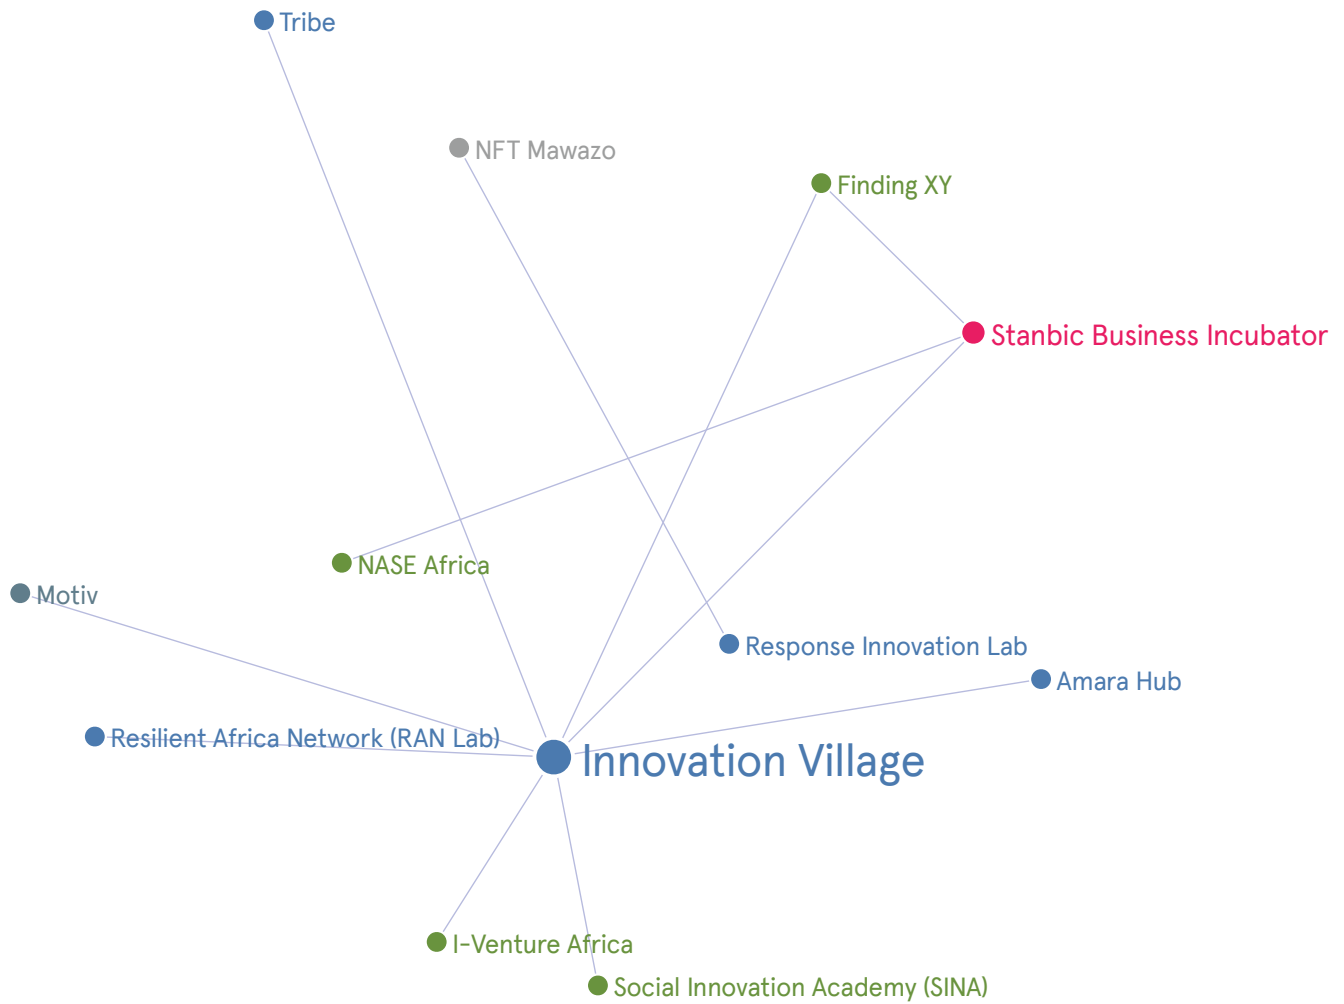 Tribe
NFT Mawazo
Finding XY
Stanbic Business Incubator
NASE Africa
Motiv
Response Innovation Lab
Amara Hub
Resilient Africa Network (RAN Lab)
Innovation Village
I-Venture Africa
Social Innovation Academy (SINA)